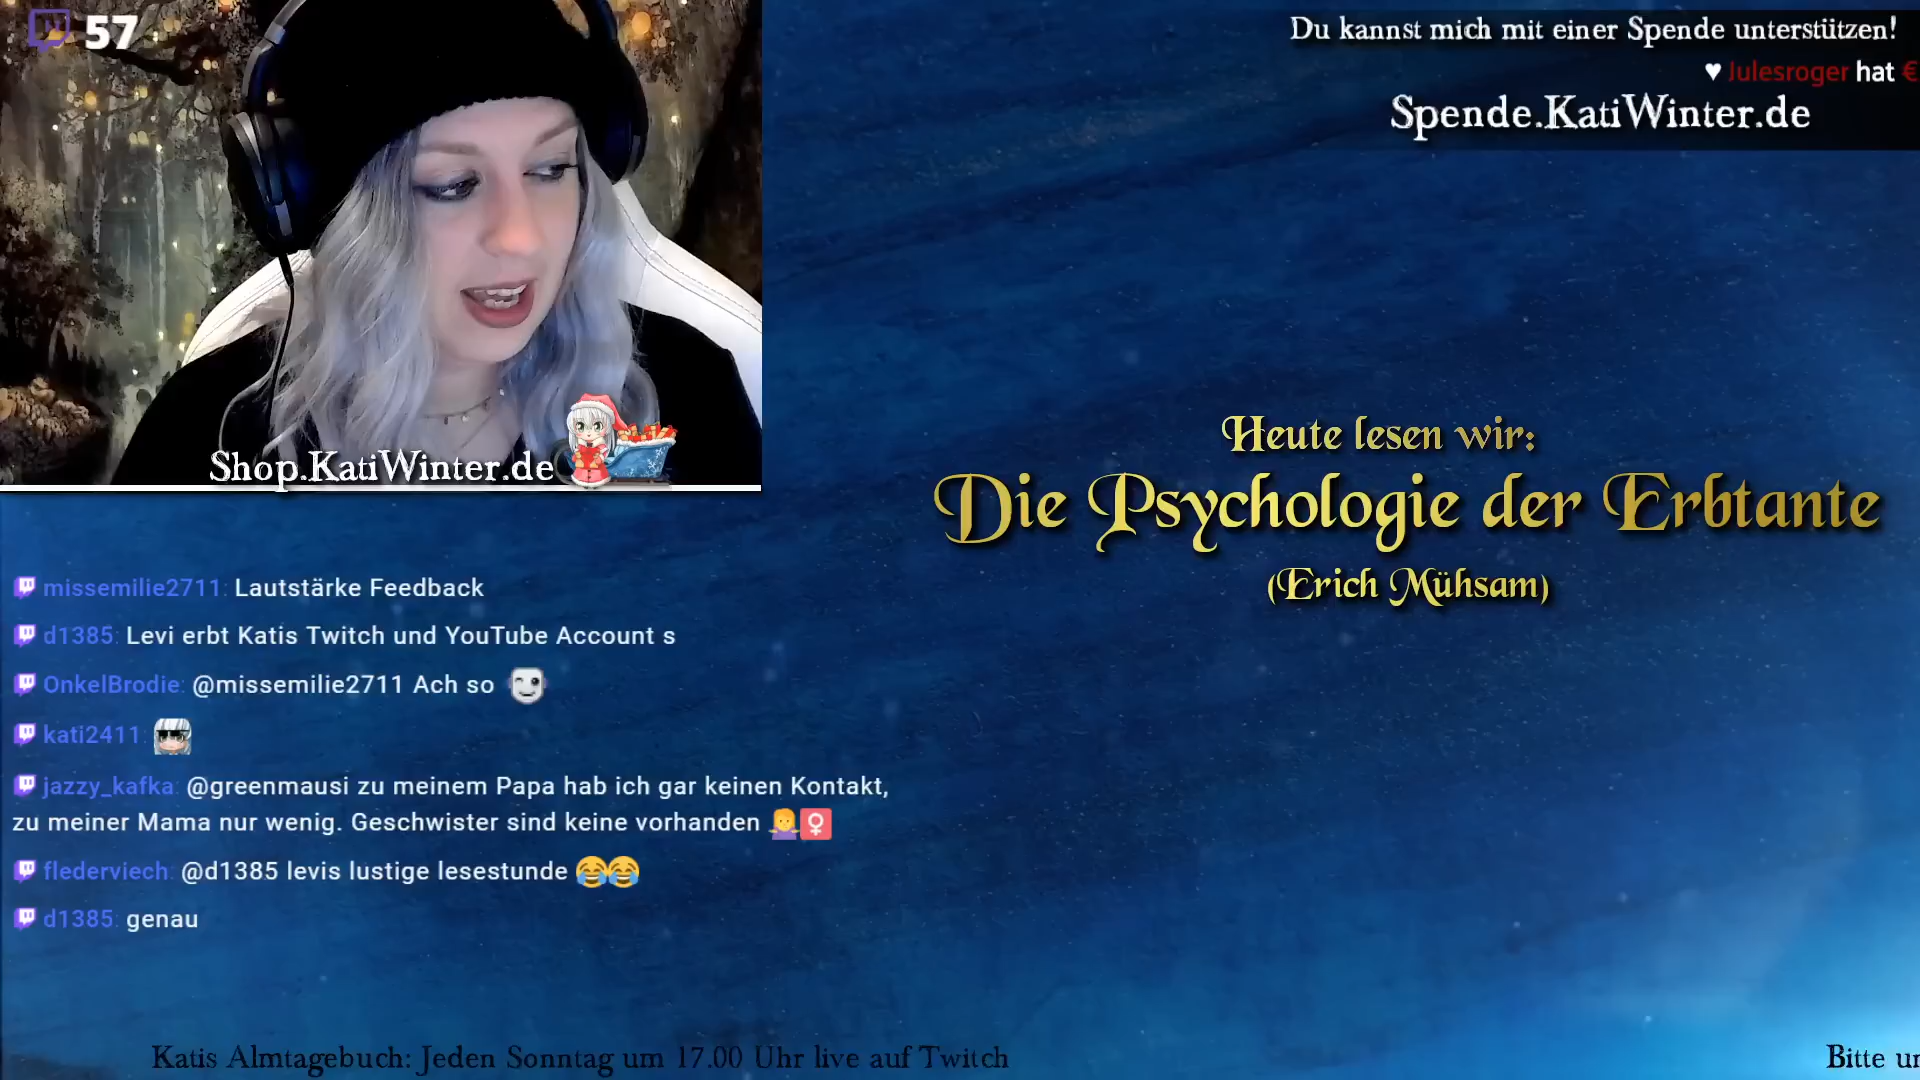 57
Du kannst mich mit einer Spende unterstützen!
♥ Julesroger hat €
Spende.KatiWinter.de
Shop.KatiWinter.de
Heute lesen wir:
Die Psychologie der Erbtante
(Erich Mühsam)
missemilie2711: Lautstärke Feedback
d1385: Levi erbt Katis Twitch und YouTube Account s
OnkelBrodie: @missemilie2711 Ach so
kati2411:
jazzy_kafka: @greenmausi zu meinem Papa hab ich gar keinen Kontakt,
zu meiner Mama nur wenig. Geschwister sind keine vorhanden 🤷♀
flederviech: @d1385 levis lustige lesestunde 😂😂
d1385: genau
Katis Almtagebuch: Jeden Sonntag um 17.00 Uhr live auf Twitch
Bitte